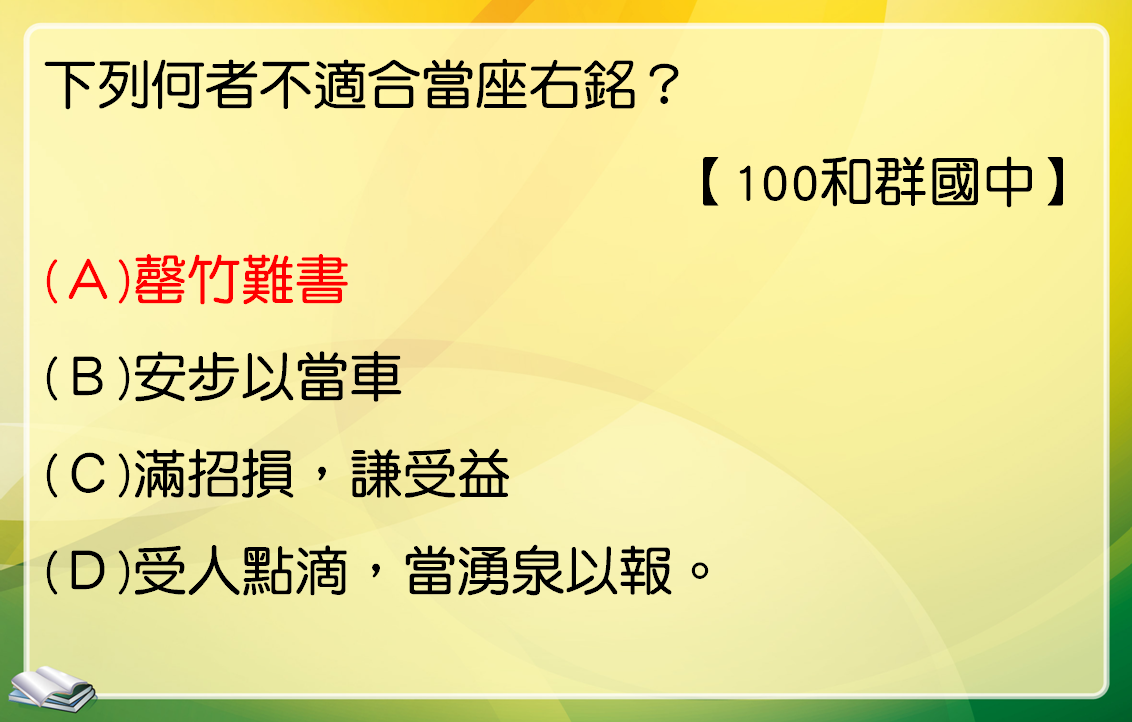 下列何者不適合當座右銘？
【100和群國中】
(Ａ)罄竹難書
(Ｂ)安步以當車
(Ｃ)滿招損，謙受益
(Ｄ)受人點滴，當湧泉以報。